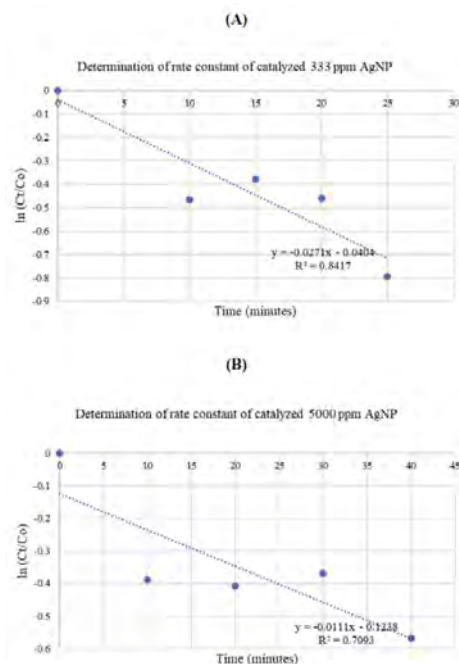 (A)
Determination of rate constant of catalyzed 333 ppm AgNP
0 5 10 15 20 25 30
0
-0.1
-0.2
-0.3
-0.4
-0.5
-0.6
-0.7
-0.8
-0.9
ln (Ct/Co)
y = -0.0271x - 0.0404
R² = 0.8417
Time (minutes)
(B)
Determination of rate constant of catalyzed 5000 ppm AgNP
0 5 10 15 20 25 30 35 40 45
0
-0.1
-0.2
-0.3
-0.4
-0.5
-0.6
ln (Ct/Co)
y = -0.0111x - 0.1238
R² = 0.7093